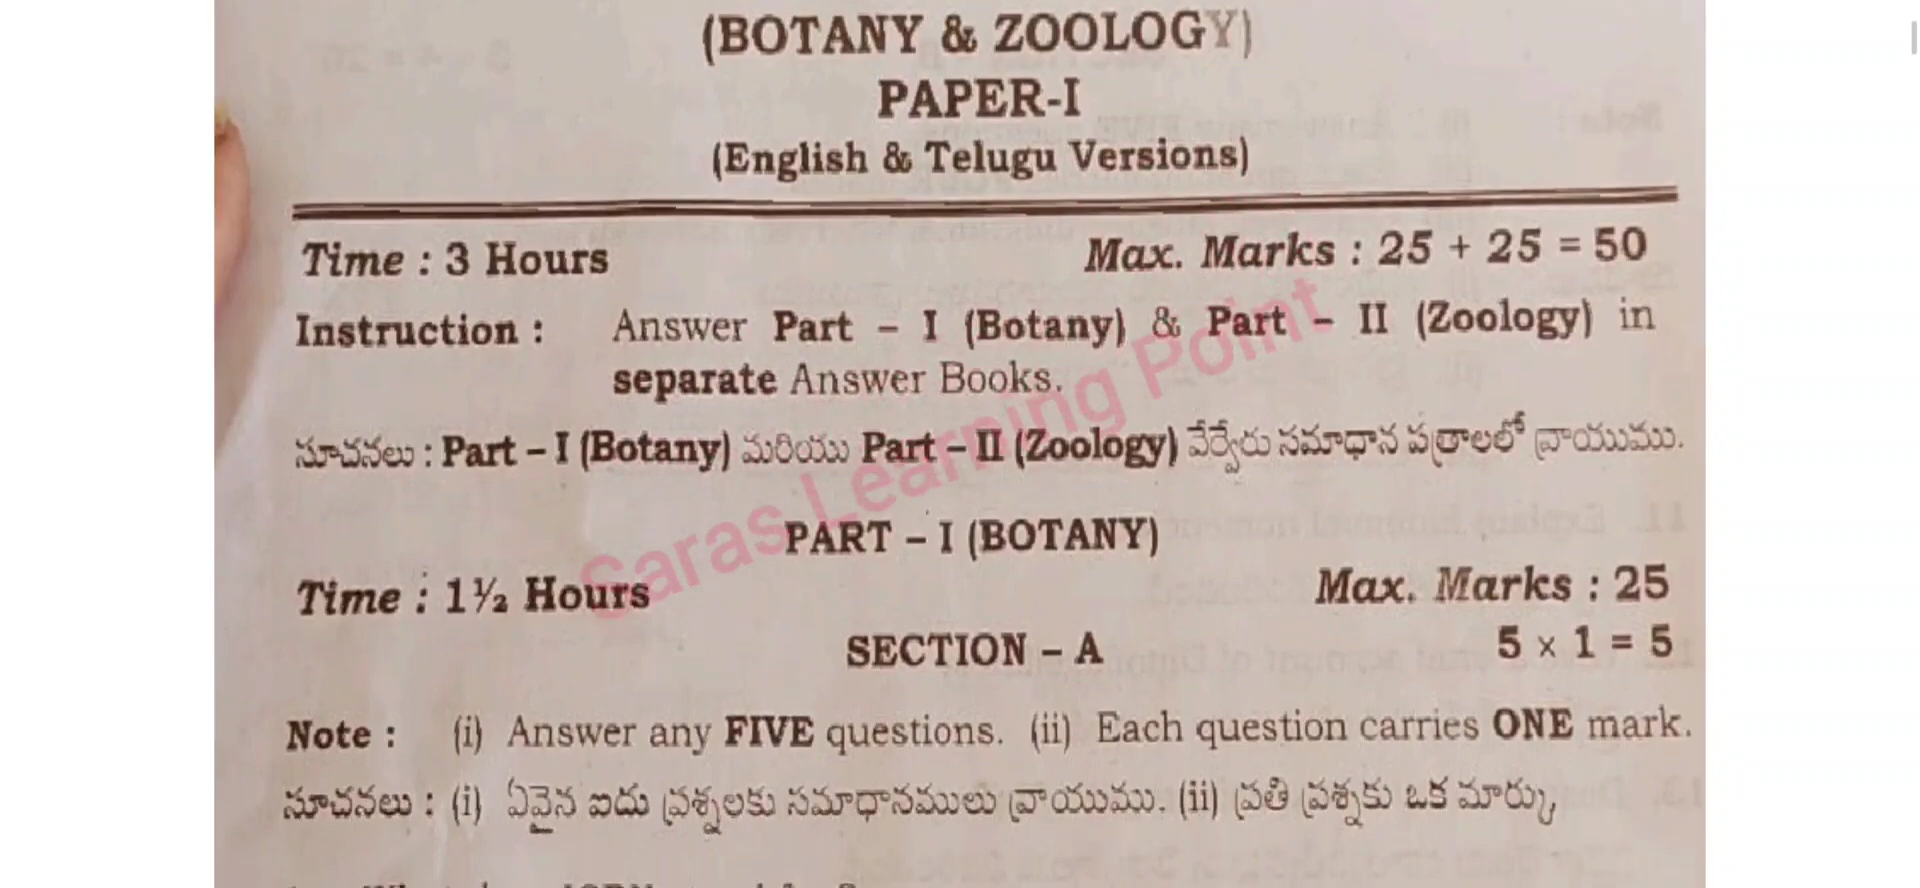 (BOTANY & ZOOLOGY)
PAPER-I
(English & Telugu Versions)
Time : 3 Hours Max. Marks : 25 + 25 = 50
Instruction : Answer Part – I (Botany) & Part – II (Zoology) in
separate Answer Books.
సూచనలు : Part – I (Botany) మరియు Part – II (Zoology) వేర్వేరు సమాధాన పత్రాలలో వ్రాయుము.
Saras Learning Point
PART – I (BOTANY)
Time : 1½ Hours Max. Marks : 25
SECTION – A 5 × 1 = 5
Note : (i) Answer any FIVE questions. (ii) Each question carries ONE mark.
సూచనలు : (i) ఏవైన ఐదు ప్రశ్నలకు సమాధానములు వ్రాయుము. (ii) ప్రతి ప్రశ్నకు ఒక మార్కు